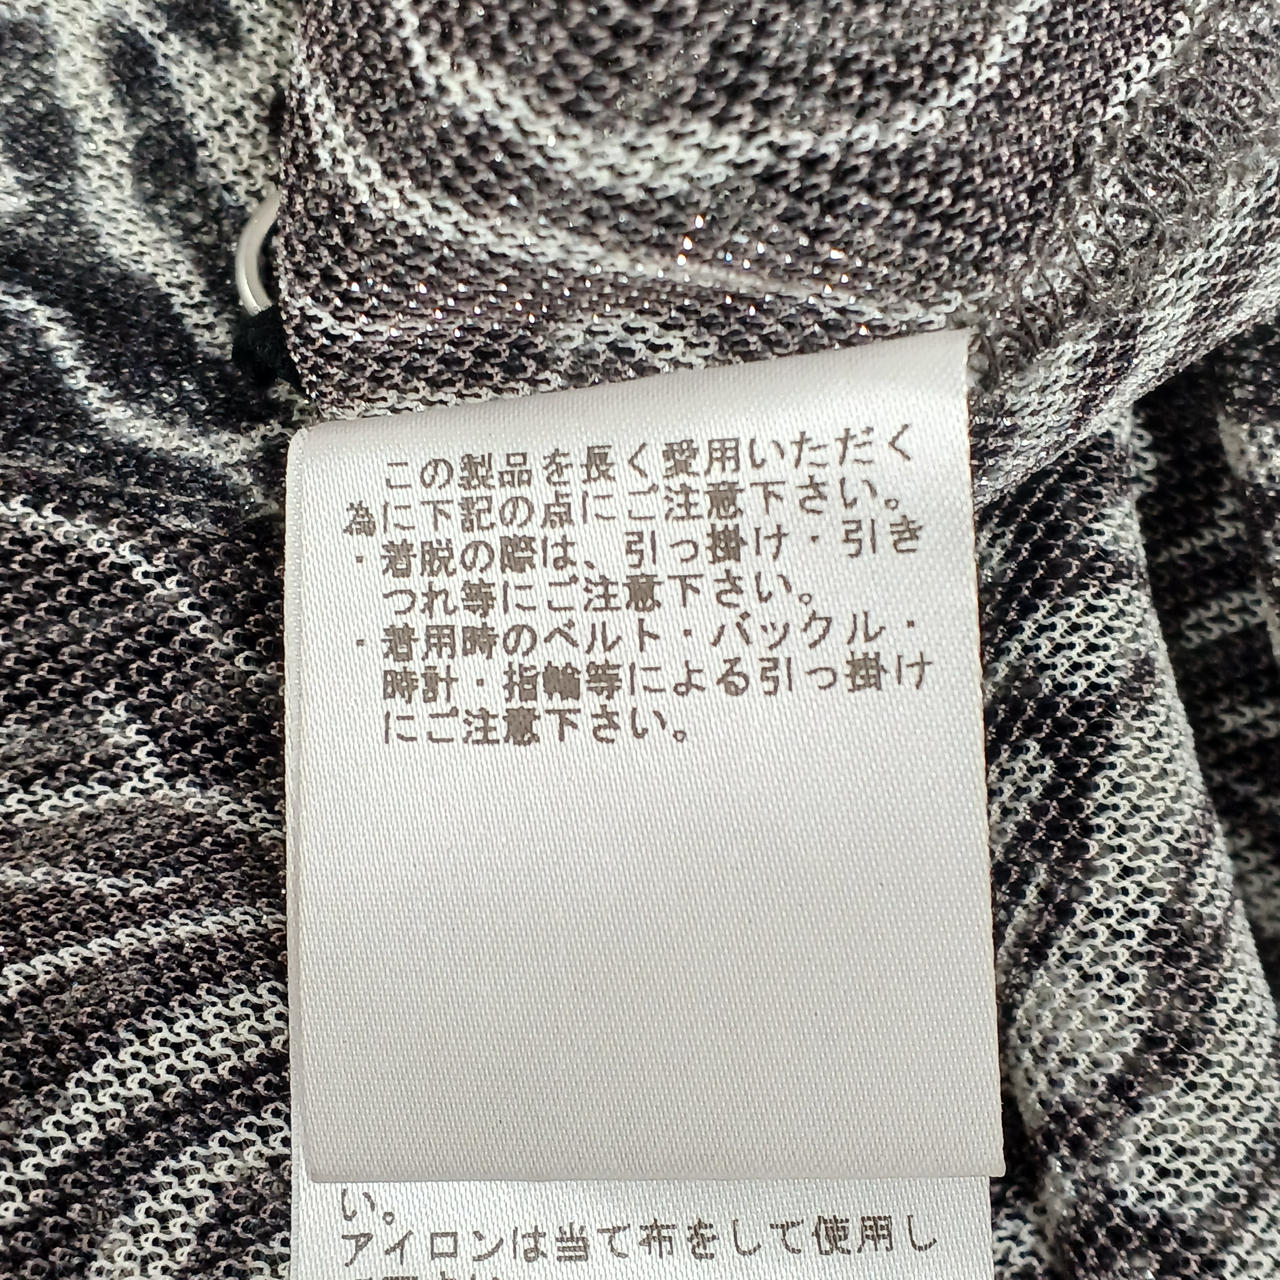 この製品を長く愛用いただく
為に下記の点にご注意下さい。
・着脱の際は、引っ掛け・引き
つれ等にご注意下さい。
・着用時のベルト・バックル・
時計・指輪等による引っ掛け
にご注意下さい。
い。
アイロンは当て布をして使用し